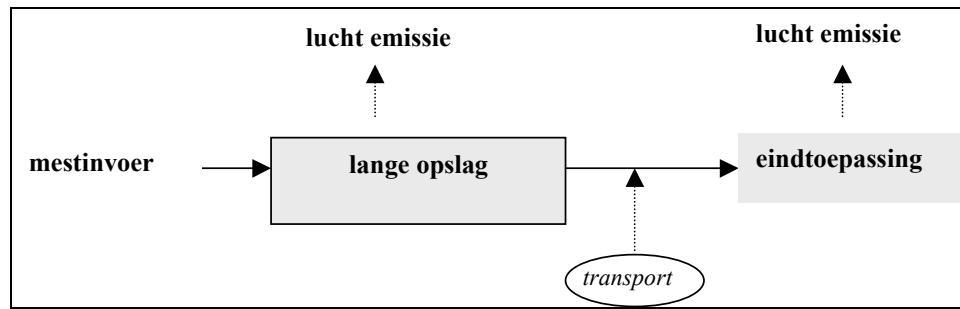 lucht emissie
lucht emissie
mestinvoer
lange opslag
eindtoepassing
transport